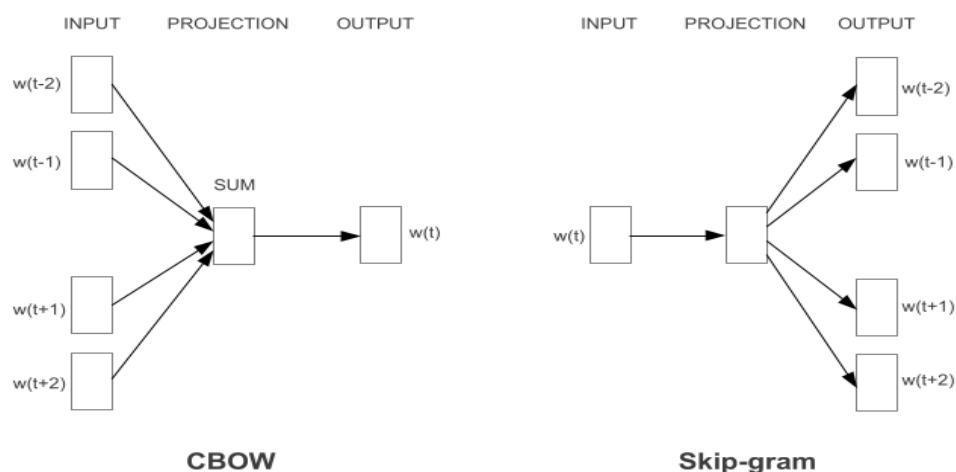 INPUT PROJECTION OUTPUT
w(t-2)
w(t-1)
SUM
w(t)
w(t+1)
w(t+2)
CBOW
INPUT PROJECTION OUTPUT
w(t-2)
w(t-1)
w(t)
w(t+1)
w(t+2)
Skip-gram